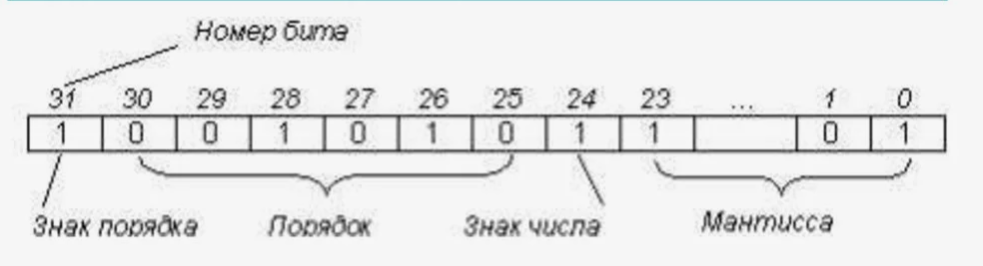 Номер бита
31 30 29 28 27 26 25 24 23 ... 1 0
1 0 0 1 0 1 0 1 1 0 1
Знак порядка Порядок Знак числа Мантисса